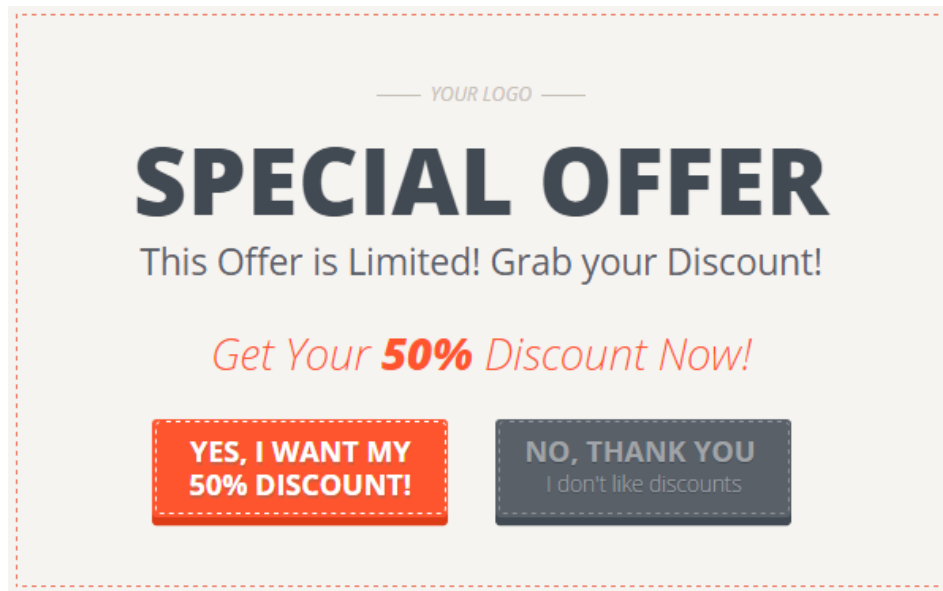 YOUR LOGO
SPECIAL OFFER
This Offer is Limited! Grab your Discount!
Get Your 50% Discount Now!
YES, I WANT MY
50% DISCOUNT!
NO, THANK YOU
I don't like discounts